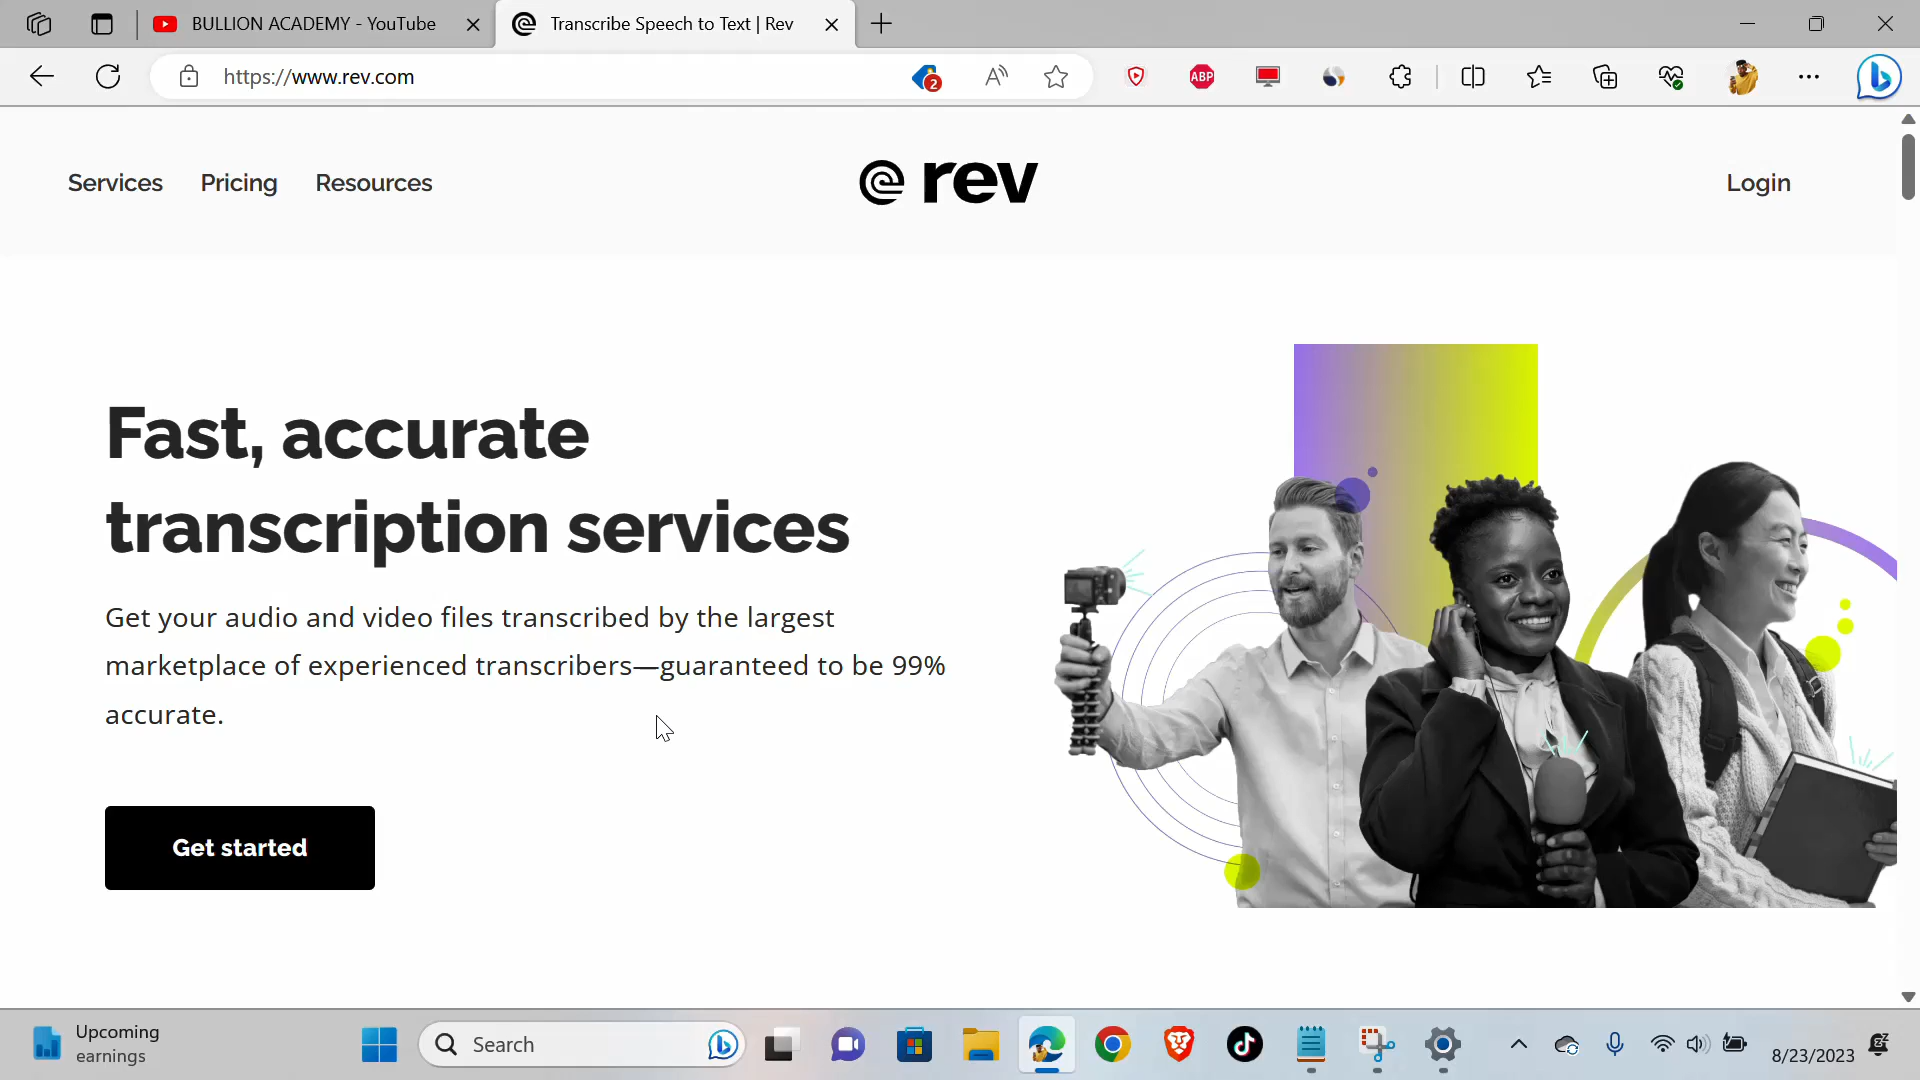 BULLION ACADEMY - YouTube
Transcribe Speech to Text | Rev
https://www.rev.com
2
A
ABP
Services
Pricing
Resources
rev
Login
Fast, accurate
transcription services
Get your audio and video files transcribed by the largest
marketplace of experienced transcribers—guaranteed to be 99%
accurate.
Get started
Upcoming
earnings
Search
8/23/2023